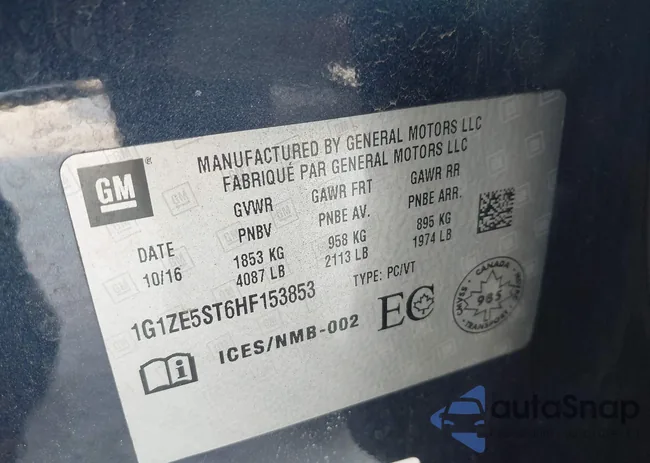 GM
MANUFACTURED BY GENERAL MOTORS LLC
FABRIQUÉ PAR GENERAL MOTORS LLC
DATE GVWR GAWR FRT GAWR RR
PNBV PNBE AV. PNBE ARR.
10/16 1853 KG 958 KG 895 KG
4087 LB 2113 LB 1974 LB
TYPE: PC/VT
1G1ZE5ST6HF153853
ICES/NMB-002
EC
CANADA
985
TRANSPORT
autoSnap